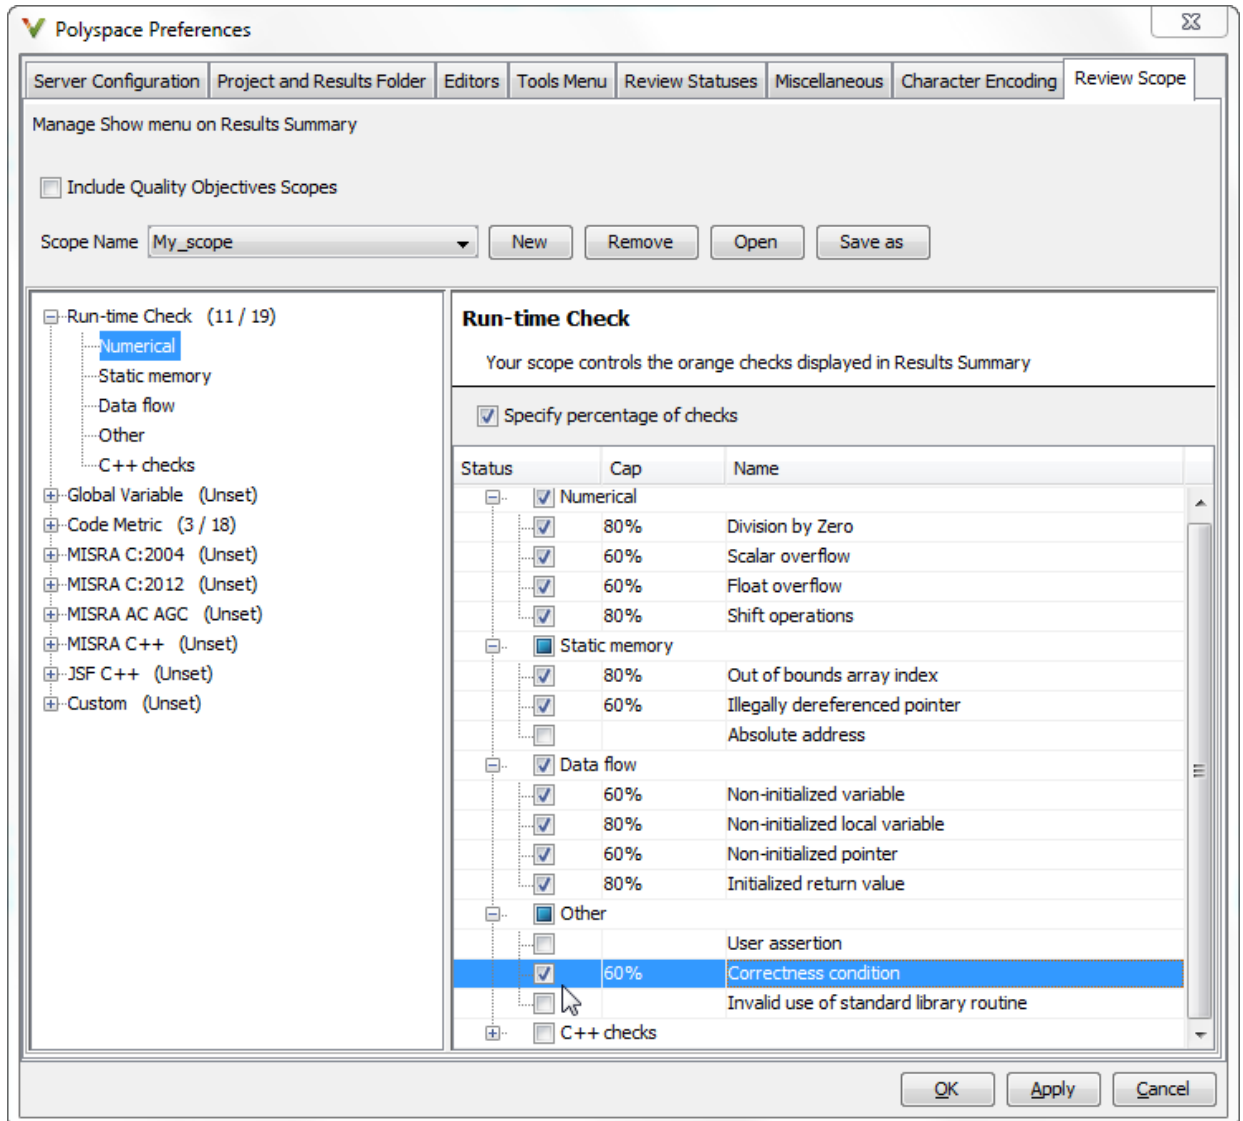 Polyspace Preferences
Server Configuration Project and Results Folder Editors Tools Menu Review Statuses Miscellaneous Character Encoding Review Scope
Manage Show menu on Results Summary
Include Quality Objectives Scopes
Scope Name My_scope New Remove Open Save as
Run-time Check (11 / 19)
Numerical
Static memory
Data flow
Other
C++ checks
Global Variable (Unset)
Code Metric (3 / 18)
MISRA C:2004 (Unset)
MISRA C:2012 (Unset)
MISRA AC AGC (Unset)
MISRA C++ (Unset)
JSF C++ (Unset)
Custom (Unset)
Run-time Check
Your scope controls the orange checks displayed in Results Summary
Specify percentage of checks
Status Cap Name
Numerical
80% Division by Zero
60% Scalar overflow
60% Float overflow
80% Shift operations
Static memory
80% Out of bounds array index
60% Illegally dereferenced pointer
Absolute address
Data flow
60% Non-initialized variable
80% Non-initialized local variable
60% Non-initialized pointer
80% Initialized return value
Other
User assertion
60% Correctness condition
Invalid use of standard library routine
C++ checks
OK Apply Cancel